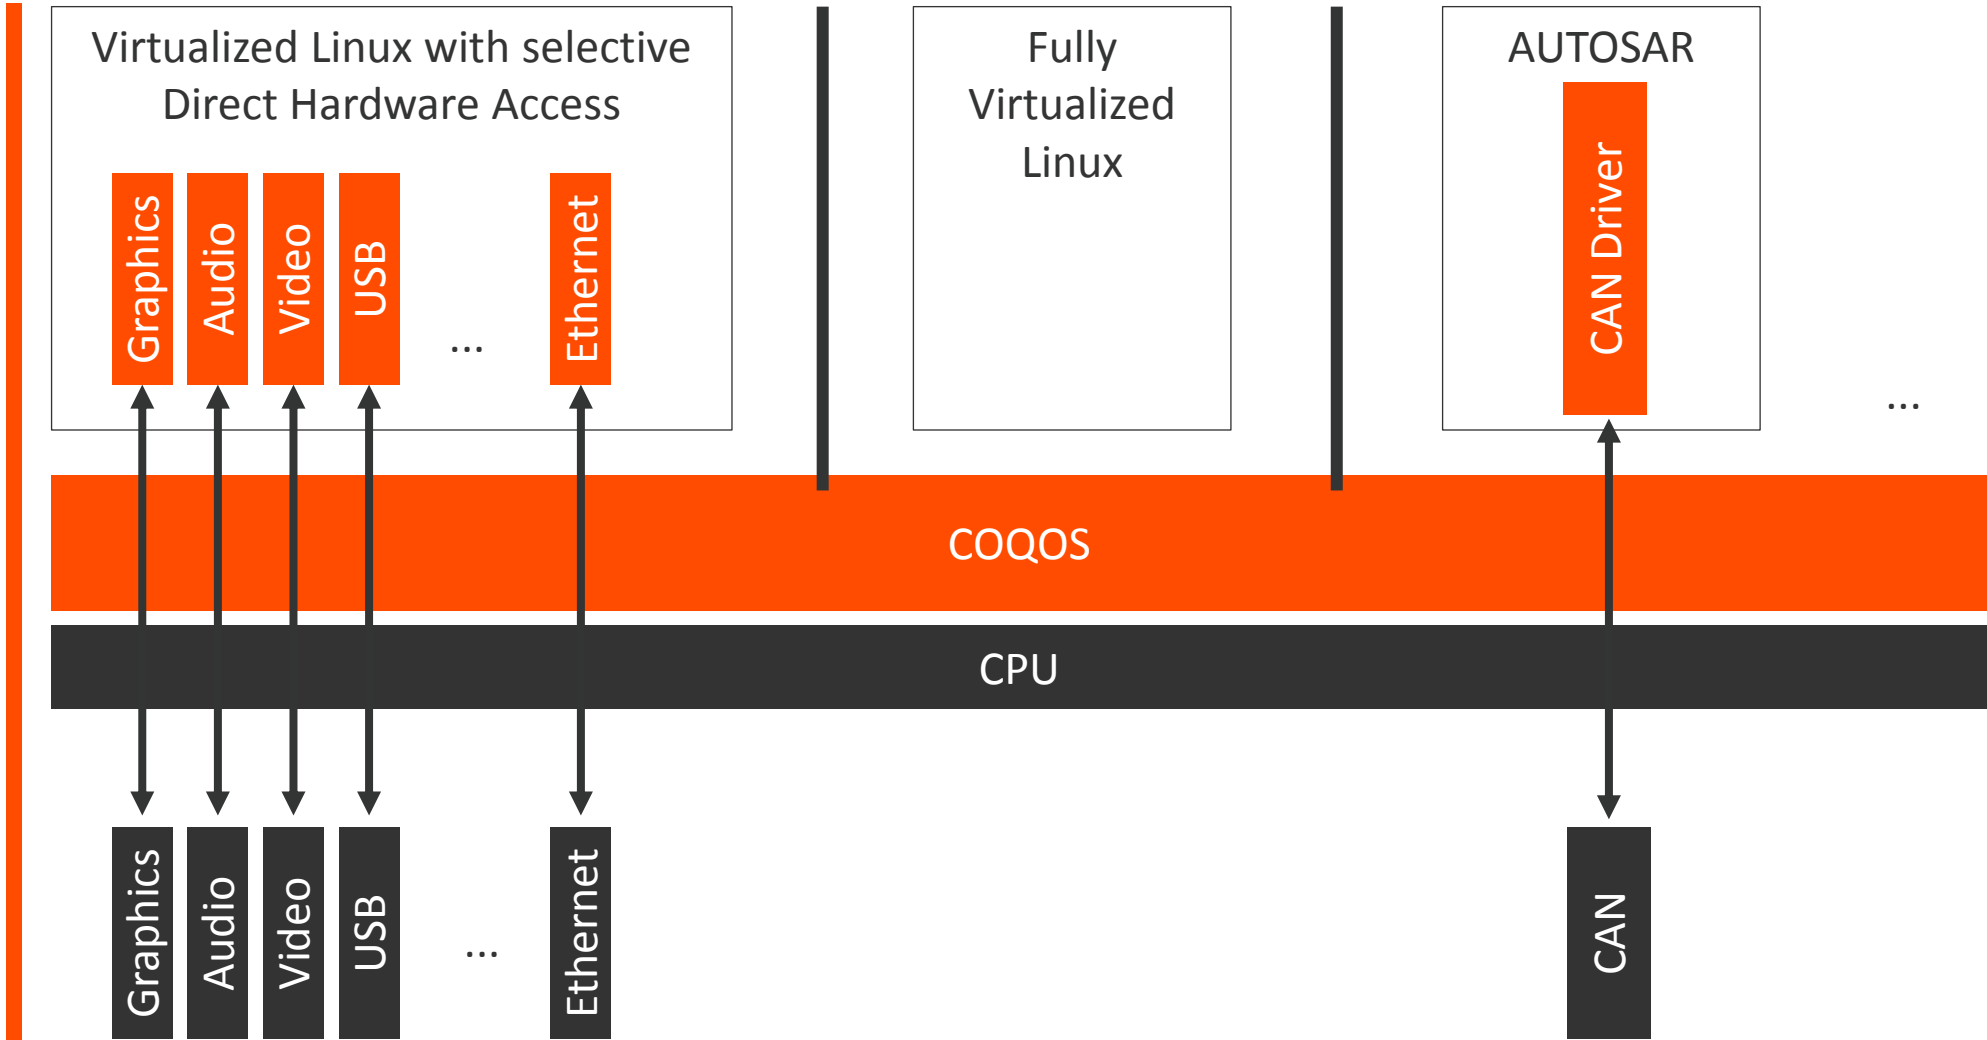 Virtualized Linux with selective
Direct Hardware Access
Graphics
Audio
Video
USB
...
Ethernet
Fully
Virtualized
Linux
AUTOSAR
CAN Driver
...
COQOS
CPU
Graphics
Audio
Video
USB
...
Ethernet
CAN